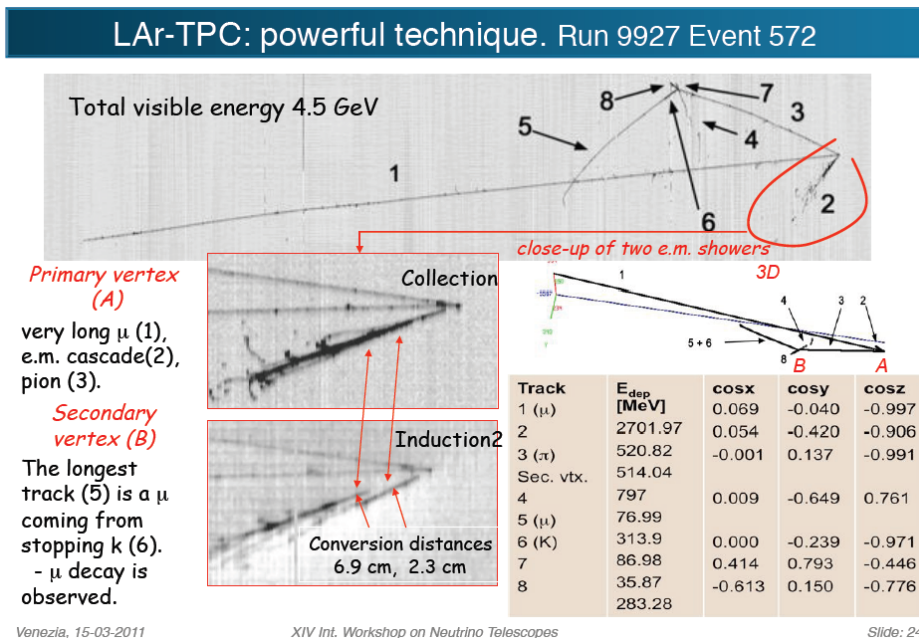 LAr-TPC: powerful technique. Run 9927 Event 572
Total visible energy 4.5 GeV
1
5
8
7
3
4
6
2
close-up of two e.m. showers
Primary vertex
(A)
very long μ (1),
e.m. cascade(2),
pion (3).
Secondary
vertex (B)
The longest
track (5) is a μ
coming from
stopping k (6).
- μ decay is
observed.
Collection
Induction2
Conversion distances
6.9 cm, 2.3 cm
3D
1
4
3
2
5 + 6
7
8
B
A
Track E dep [MeV] cosx cosy cosz
1 (μ) 0.069 -0.040 -0.997
2 2701.97 0.054 -0.420 -0.906
3 (π) 520.82 -0.001 0.137 -0.991
Sec. vtx. 514.04
4 797 0.009 -0.649 0.761
5 (μ) 76.99
6 (K) 313.9 0.000 -0.239 -0.971
7 86.98 0.414 0.793 -0.446
8 35.87 -0.613 0.150 -0.776
283.28
Venezia, 15-03-2011 XIV Int. Workshop on Neutrino Telescopes Slide: 24